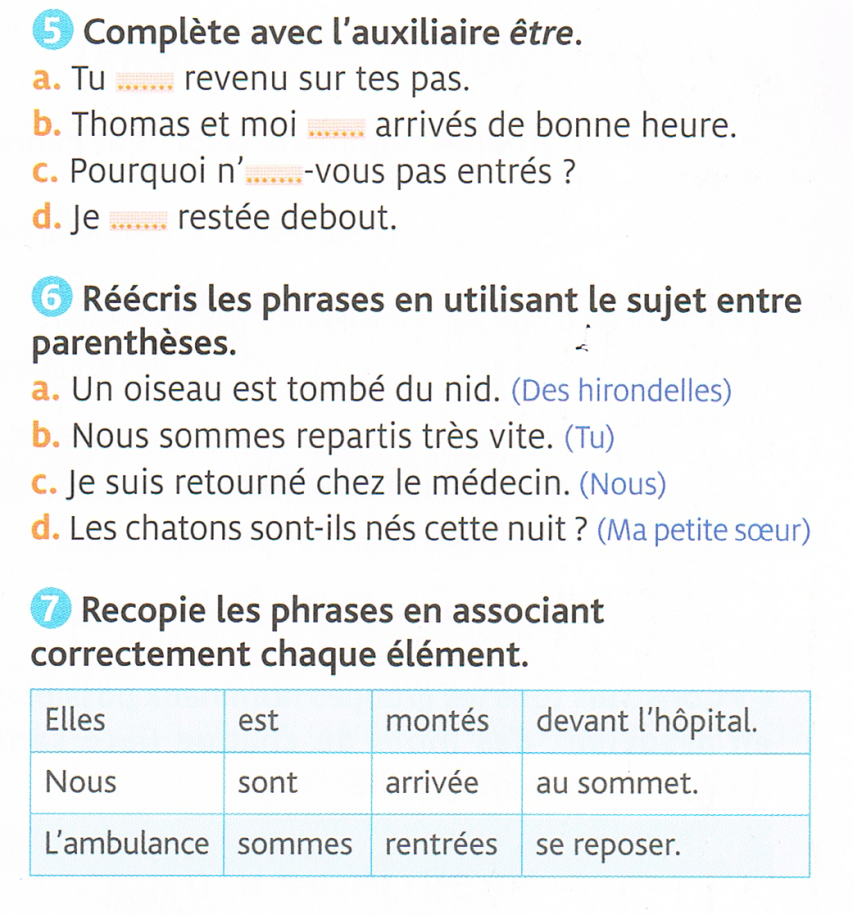 5 Complète avec l'auxiliaire être.
a. Tu ....... revenu sur tes pas.
b. Thomas et moi ....... arrivés de bonne heure.
c. Pourquoi n'.......-vous pas entrés ?
d. Je ....... restée debout.
6 Réécris les phrases en utilisant le sujet entre
parenthèses.
a. Un oiseau est tombé du nid. (Des hirondelles)
b. Nous sommes repartis très vite. (Tu)
c. Je suis retourné chez le médecin. (Nous)
d. Les chatons sont-ils nés cette nuit ? (Ma petite sœur)
7 Recopie les phrases en associant
correctement chaque élément.
Elles est montés devant l'hôpital.
Nous sont arrivée au sommet.
L'ambulance sommes rentrées se reposer.